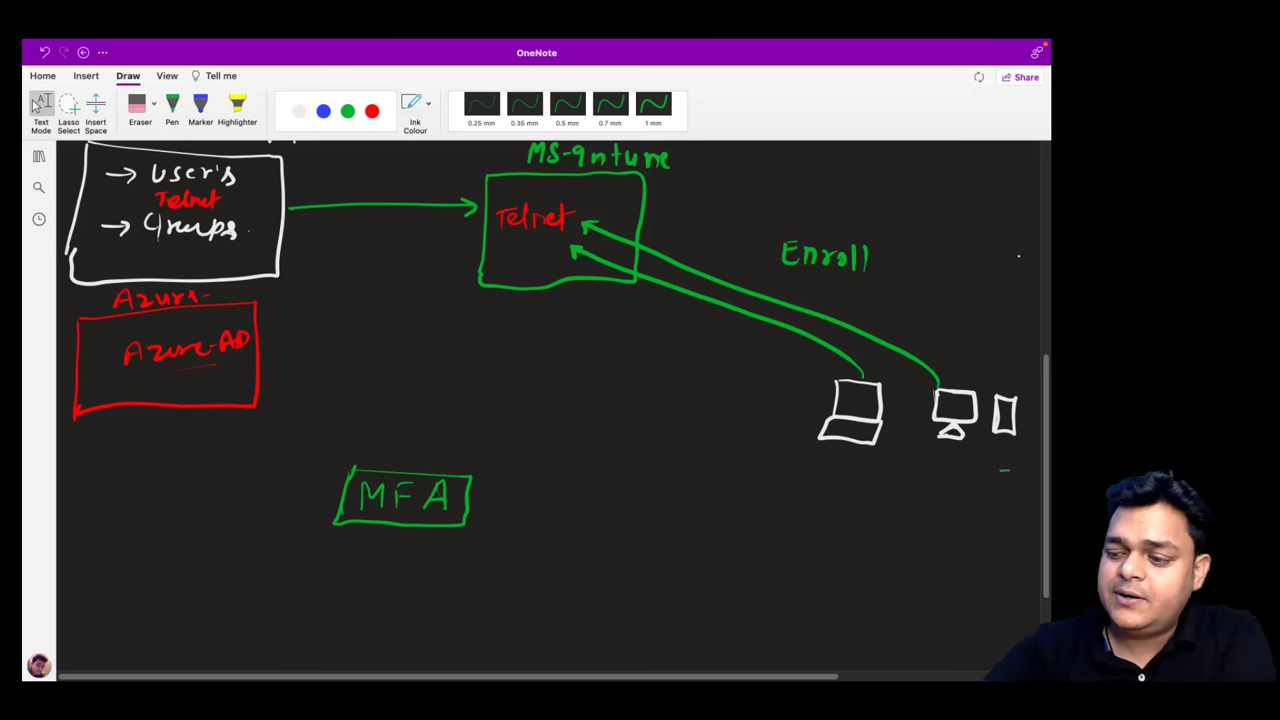 OneNote
Home Insert Draw View Tell me
Share
Text Mode
Lasso Select
Insert Space
Eraser
Pen
Marker
Highlighter
Ink Colour
0.25 mm
0.35 mm
0.5 mm
0.7 mm
1 mm
MS-Intune
→ User's
Telnet
→ Groups
Telnet
Enroll
Azure
Azure-AD
MFA